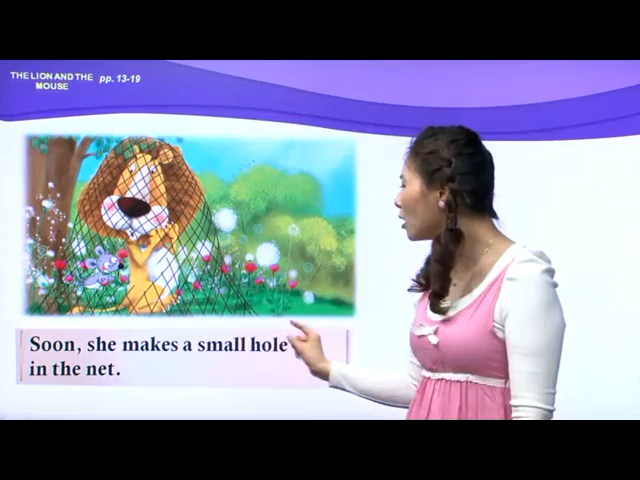 THE LION AND THE pp. 13-19
MOUSE
Soon, she makes a small hole
in the net.